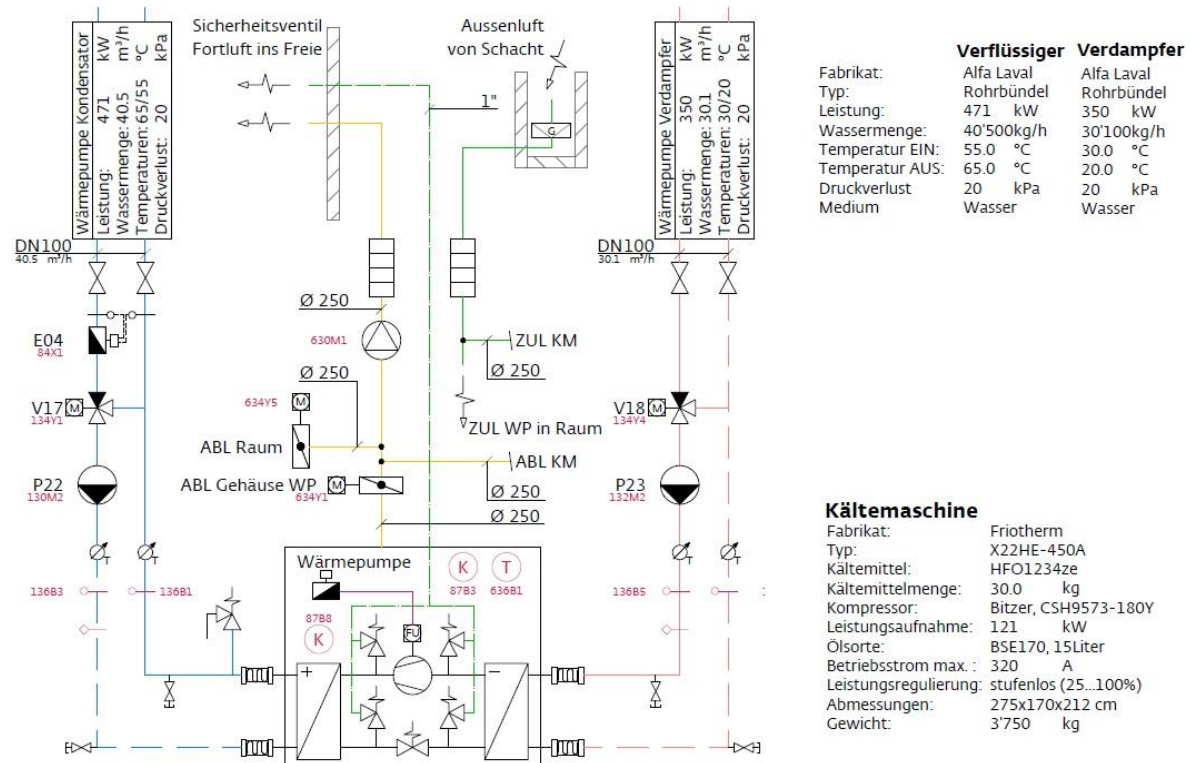 Sicherheitsventil
Fortluft ins Freie
Aussenluft
von Schacht
1"
G
Wärmepumpe Kondensator
Leistung: 471 kW
Wassermenge: 40.5 m³/h
Temperaturen: 65/55 °C
Druckverlust: 20 kPa
Wärmepumpe Verdampfer
Leistung: 350 kW
Wassermenge: 30.1 m³/h
Temperaturen: 30/20 °C
Druckverlust: 20 kPa
Verflüssiger Verdampfer
Fabrikat: Alfa Laval Alfa Laval
Typ: Rohrbündel Rohrbündel
Leistung: 471 kW 350 kW
Wassermenge: 40'500kg/h 30'100kg/h
Temperatur EIN: 55.0 °C 30.0 °C
Temperatur AUS: 65.0 °C 20.0 °C
Druckverlust 20 kPa 20 kPa
Medium Wasser Wasser
DN100
40.5 m³/h
DN100
30.1 m³/h
Ø 250
E04
84X1
630M1
ZUL KM
Ø 250
Ø 250
634Y5
M
V17
M
134Y1
V18
M
134Y4
ZUL WP in Raum
ABL Raum
ABL KM
P22
130M2
ABL Gehäuse WP
M
634Y1
Ø 250
P23
132M2
Ø 250
T
T
T
T
Wärmepumpe
K
87B3
T
636B1
136B3
136B1
136B5
87B8
K
FU
+
−
Kältemaschine
Fabrikat: Friotherm
Typ: X22HE-450A
Kältemittel: HFO1234ze
Kältemittelmenge: 30.0 kg
Kompressor: Bitzer, CSH9573-180Y
Leistungsaufnahme: 121 kW
Ölsorte: BSE170, 15Liter
Betriebsstrom max. : 320 A
Leistungsregulierung: stufenlos (25...100%)
Abmessungen: 275x170x212 cm
Gewicht: 3'750 kg